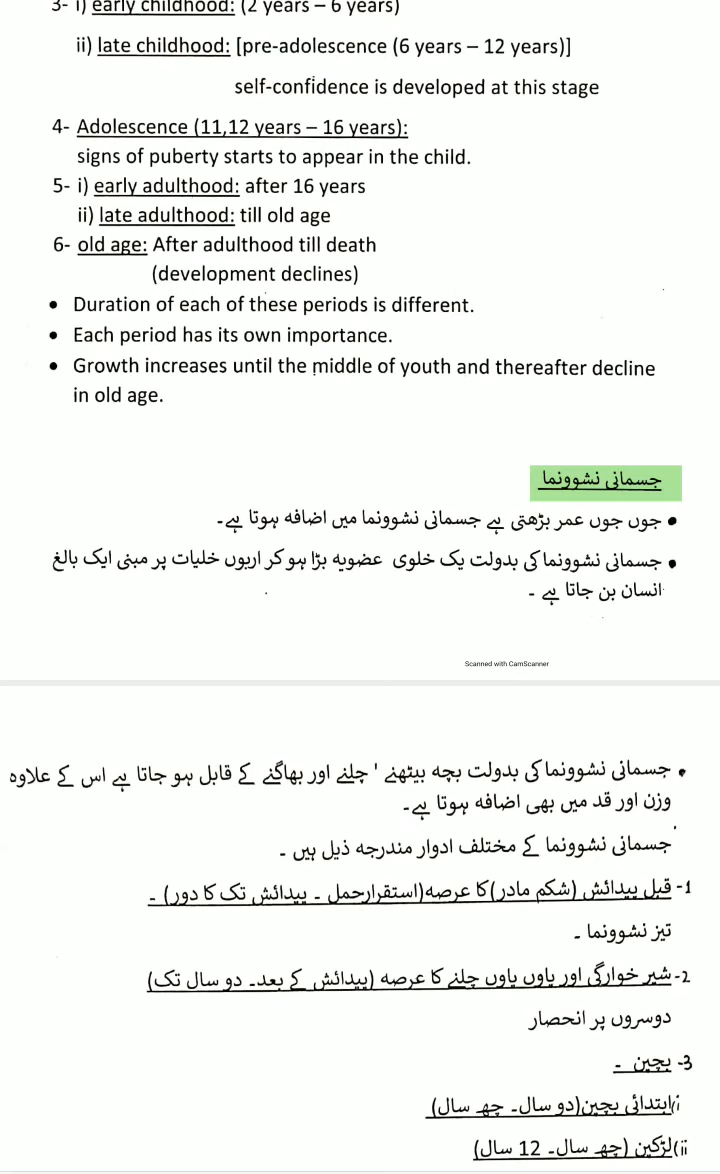 3- i) early childhood: (2 years – 6 years)
ii) late childhood: [pre-adolescence (6 years – 12 years)]
self-confidence is developed at this stage
4- Adolescence (11,12 years – 16 years):
signs of puberty starts to appear in the child.
5- i) early adulthood: after 16 years
ii) late adulthood: till old age
6- old age: After adulthood till death
(development declines)
• Duration of each of these periods is different.
• Each period has its own importance.
• Growth increases until the middle of youth and thereafter decline
in old age.
جسمانی نشوونما
• جوں جوں عمر بڑھتی ہے جسمانی نشوونما میں اضافہ ہوتا ہے۔
• جسمانی نشوونما کی بدولت یک خلوی عضویہ بڑا ہو کر اربوں خلیات پر مبنی ایک بالغ
انسان بن جاتا ہے ۔
Scanned with CamScanner
• جسمانی نشوونما کی بدولت بچہ بیٹھنے ' چلنے اور بھاگنے کے قابل ہو جاتا ہے اس کے علاوہ
وزن اور قد میں بھی اضافہ ہوتا ہے۔
جسمانی نشوونما کے مختلف ادوار مندرجہ ذیل ہیں ۔
1- قبل پیدائش (شکم مادر)کا عرصہ(استقرارحمل ۔ پیدائش تک کا دور) ۔
تیز نشوونما ۔
2- شیر خوارگی اور پاوں پاوں چلنے کا عرصہ (پیدائش کے بعد۔ دو سال تک)
دوسروں پر انحصار
3- بچپن ۔
i)ابتدائی بچپن(دو سال۔ چھ سال)
ii)لڑکپن (چھ سال۔ 12 سال)